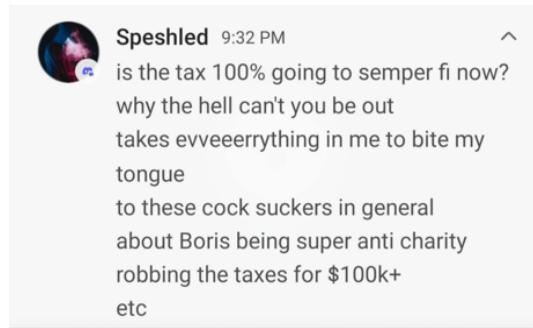 Speshled 9:32 PM
is the tax 100% going to semper fi now?
why the hell can't you be out
takes evveeerrything in me to bite my
tongue
to these cock suckers in general
about Boris being super anti charity
robbing the taxes for $100k+
etc